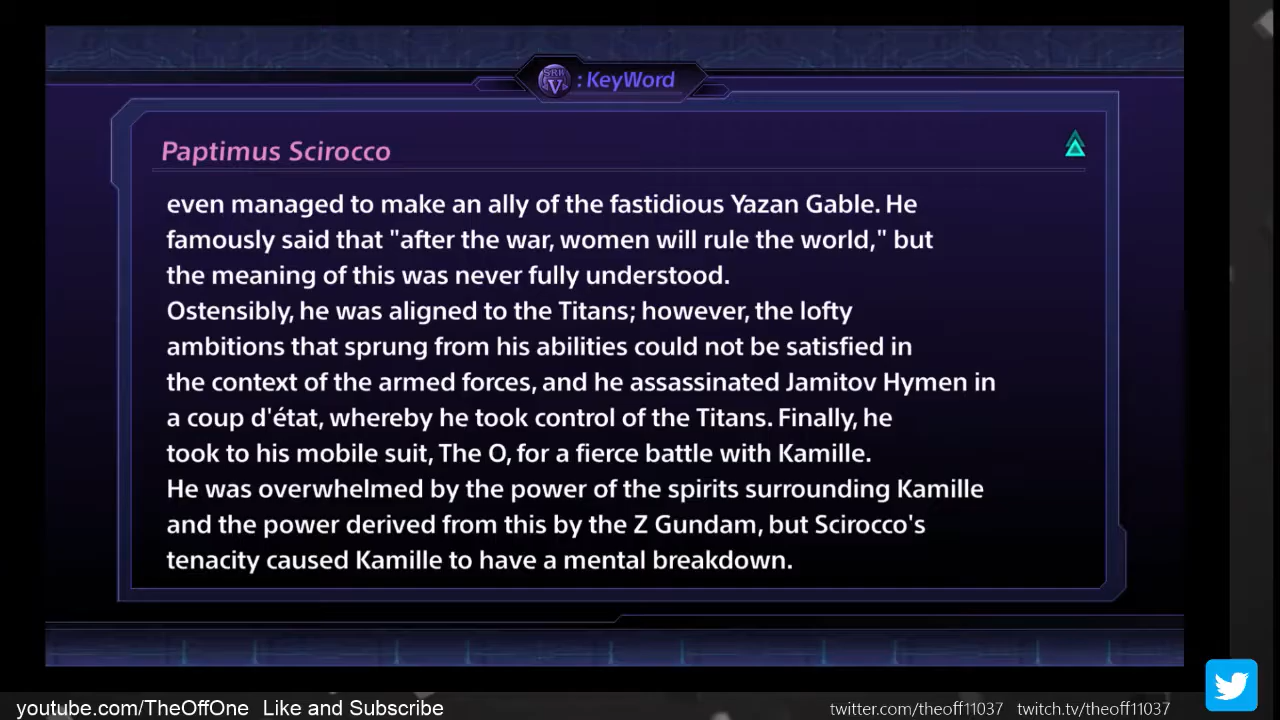 SRW
V
: KeyWord
Paptimus Scirocco
even managed to make an ally of the fastidious Yazan Gable. He
famously said that "after the war, women will rule the world," but
the meaning of this was never fully understood.
Ostensibly, he was aligned to the Titans; however, the lofty
ambitions that sprung from his abilities could not be satisfied in
the context of the armed forces, and he assassinated Jamitov Hymen in
a coup d'état, whereby he took control of the Titans. Finally, he
took to his mobile suit, The O, for a fierce battle with Kamille.
He was overwhelmed by the power of the spirits surrounding Kamille
and the power derived from this by the Z Gundam, but Scirocco's
tenacity caused Kamille to have a mental breakdown.
youtube.com/TheOffOne Like and Subscribe
twitter.com/theoff11037 twitch.tv/theoff11037